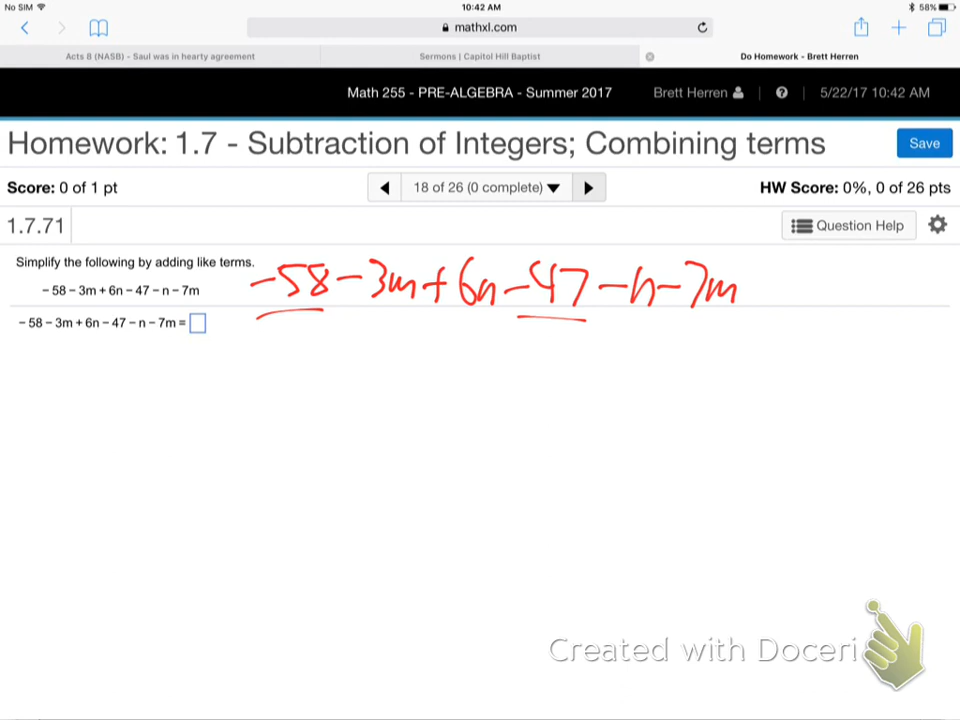 No SIM 10:42 AM 58%
mathxl.com
Acts 8 (NASB) - Saul was in hearty agreement Sermons | Capitol Hill Baptist Do Homework - Brett Herren
Math 255 - PRE-ALGEBRA - Summer 2017 Brett Herren | ? | 5/22/17 10:42 AM
Homework: 1.7 - Subtraction of Integers; Combining terms Save
Score: 0 of 1 pt 18 of 26 (0 complete) HW Score: 0%, 0 of 26 pts
1.7.71 Question Help
Simplify the following by adding like terms.
-58 - 3m + 6n - 47 - n - 7m
− 58 − 3m + 6n − 47 − n − 7m
− 58 − 3m + 6n − 47 − n − 7m =
Created with Doceri